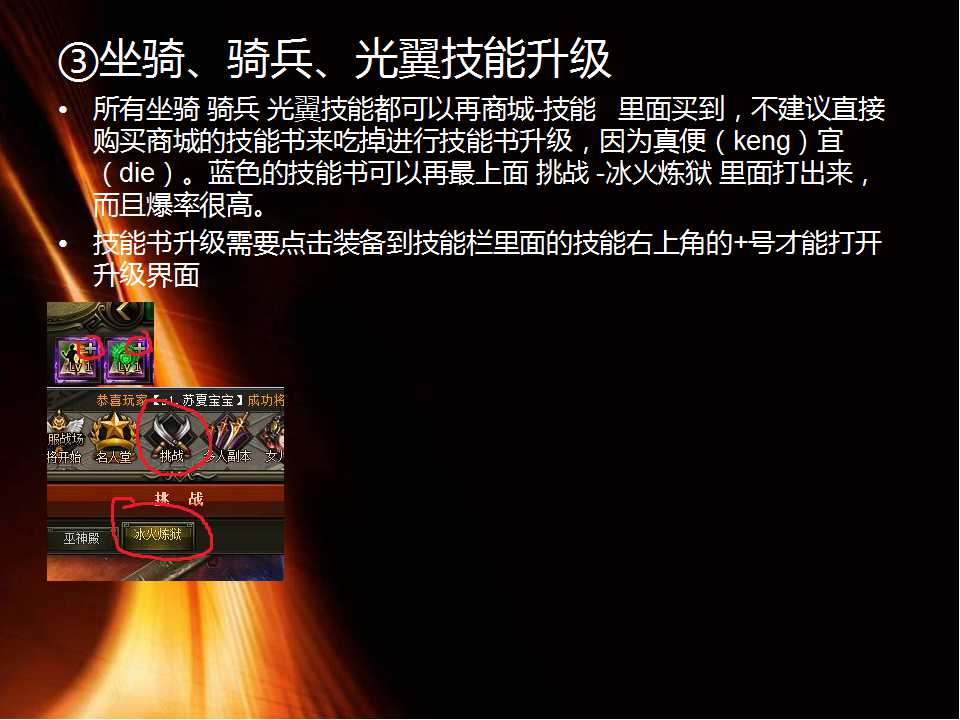 ③坐骑、骑兵、光翼技能升级
• 所有坐骑 骑兵 光翼技能都可以再商城-技能 里面买到，不建议直接
购买商城的技能书来吃掉进行技能书升级，因为真便（keng）宜
（die）。蓝色的技能书可以再最上面 挑战 -冰火炼狱 里面打出来，
而且爆率很高。
• 技能书升级需要点击装备到技能栏里面的技能右上角的+号才能打开
升级界面
LV 1 LV 1
恭喜玩家【s1.苏夏宝宝】成功将
服战场
将开始 名人堂 挑战 多人副本 女
挑 战
巫神殿 冰火炼狱